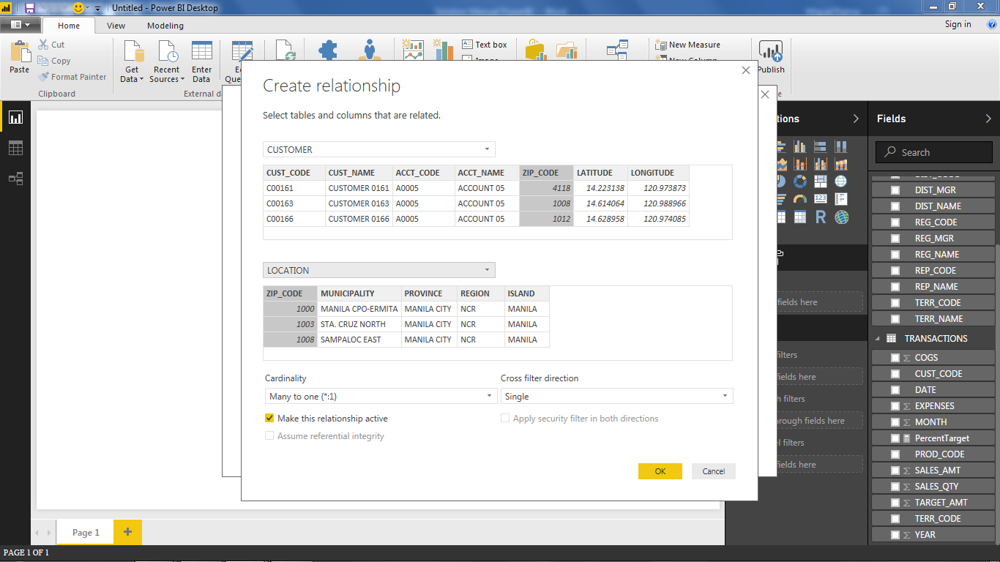 Untitled - Power BI Desktop
Home View Modeling
Sign in
Paste
Cut
Copy
Format Painter
Clipboard
Get Data
Recent Sources
Enter Data
External
Text box
New Measure
Publish
Create relationship
Select tables and columns that are related.
CUSTOMER
CUST_CODE CUST_NAME ACCT_CODE ACCT_NAME ZIP_CODE LATITUDE LONGITUDE
C00161 CUSTOMER 0161 A0005 ACCOUNT 05 4118 14.223138 120.973873
C00163 CUSTOMER 0163 A0005 ACCOUNT 05 1008 14.614064 120.988966
C00166 CUSTOMER 0166 A0005 ACCOUNT 05 1012 14.628958 120.974085
LOCATION
ZIP_CODE MUNICIPALITY PROVINCE REGION ISLAND
1000 MANILA CPO-ERMITA MANILA CITY NCR MANILA
1003 STA. CRUZ NORTH MANILA CITY NCR MANILA
1008 SAMPALOC EAST MANILA CITY NCR MANILA
Cardinality
Many to one (*:1)
Cross filter direction
Single
Make this relationship active
Apply security filter in both directions
Assume referential integrity
OK Cancel
tions
123
R
fields here
filters
fields here
h filters
rough fields here
el filters
fields here
Fields
Search
DIST_MGR
DIST_NAME
REG_CODE
REG_MGR
REG_NAME
REP_CODE
REP_NAME
TERR_CODE
TERR_NAME
TRANSACTIONS
Σ COGS
CUST_CODE
DATE
Σ EXPENSES
Σ MONTH
PercentTarget
PROD_CODE
Σ SALES_AMT
Σ SALES_QTY
Σ TARGET_AMT
TERR_CODE
Σ YEAR
Page 1 +
PAGE 1 OF 1